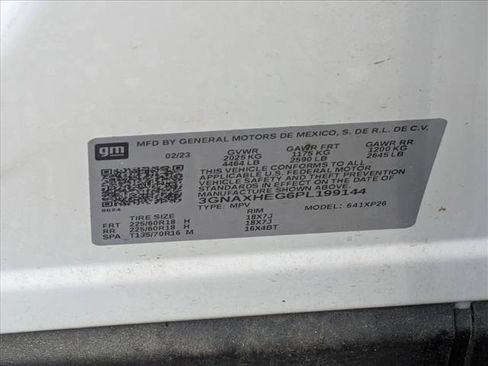 gm
MFD BY GENERAL MOTORS DE MEXICO, S. DE R.L. DE C.V.
02/23 GVWR GAWR FRT GAWR RR
2025 KG 1175 KG 1200 KG
4464 LB 2590 LB 2645 LB
THIS VEHICLE CONFORMS TO ALL
APPLICABLE U.S. FEDERAL MOTOR
VEHICLE SAFETY AND BUMPER
STANDARDS IN EFFECT ON DATE OF
MANUFACTURE SHOWN ABOVE
3GNAXHEG6PL199144
8624
TYPE: MPV MODEL: 641XP26
TIRE SIZE RIM
FRT 225/60R18 H 18X7J
RR 225/60R18 H 18X7J
SPA T135/70R16 M 16X4BT